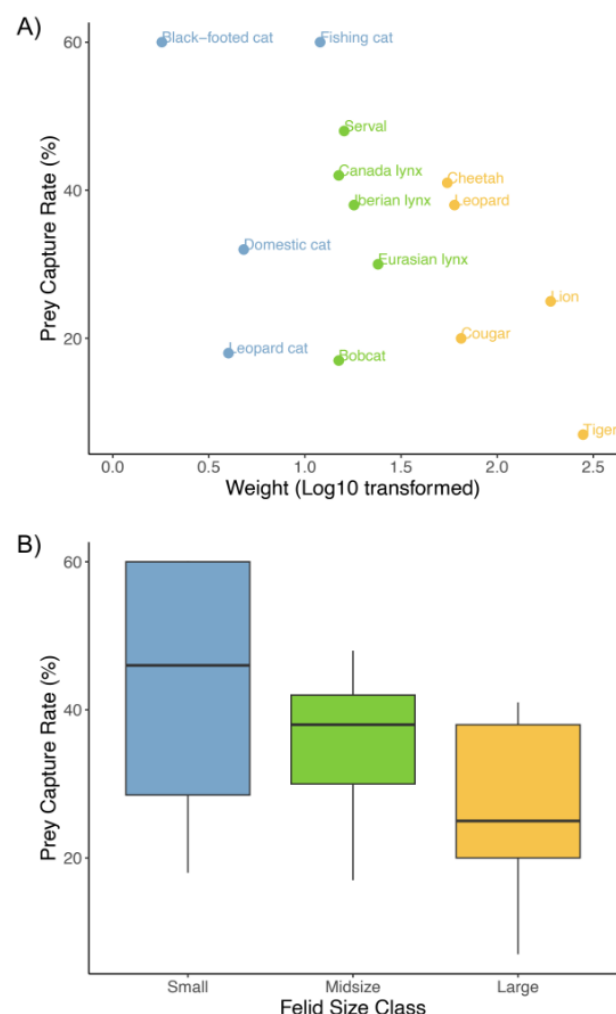 A)
60
40
20
Prey Capture Rate (%)
Black-footed cat
Fishing cat
Serval
Canada lynx
Cheetah
Iberian lynx
Leopard
Domestic cat
Eurasian lynx
Lion
Cougar
Leopard cat
Bobcat
Tiger
0.0 0.5 1.0 1.5 2.0 2.5
Weight (Log10 transformed)
B)
60
40
20
Prey Capture Rate (%)
Small Midsize Large
Felid Size Class